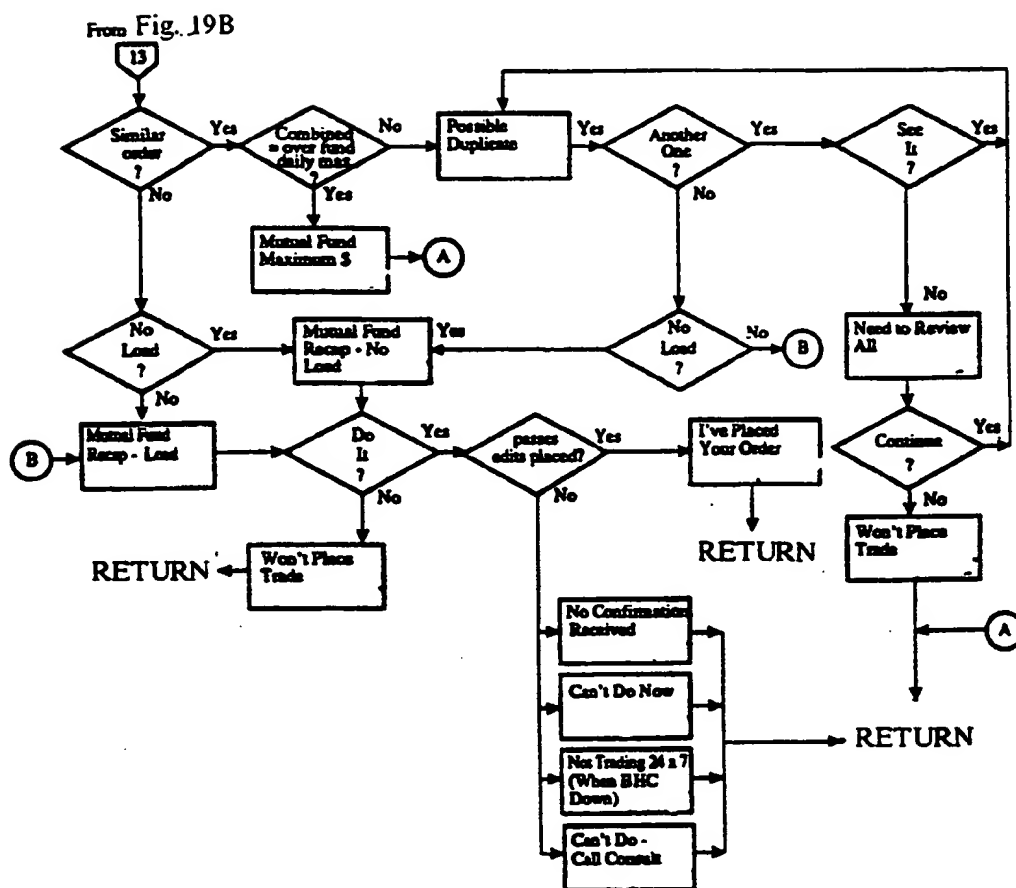 From Fig. 19B
13
Similar
order
?
Yes
No
Combined
= over fund
daily max
?
No
Yes
Possible
Duplicate
Yes
Another
One
?
Yes
No
See
It
?
Yes
No
Mutual Fund
Maximum $
A
No
Load
?
Yes
No
Mutual Fund
Recap - No
Load
Yes
No
Load
?
No
B
Need to Review
All
B
Mutual Fund
Recap - Load
Do
It
?
Yes
No
passes
edits placed?
Yes
No
I've Placed
Your Order
Continue
?
Yes
No
RETURN
Won't Place
Trade
RETURN
Won't Place
Trade
No Confirmation
Received
A
Can't Do Now
RETURN
Not Trading 24 x 7
(When BHC
Down)
Can't Do -
Call Consult